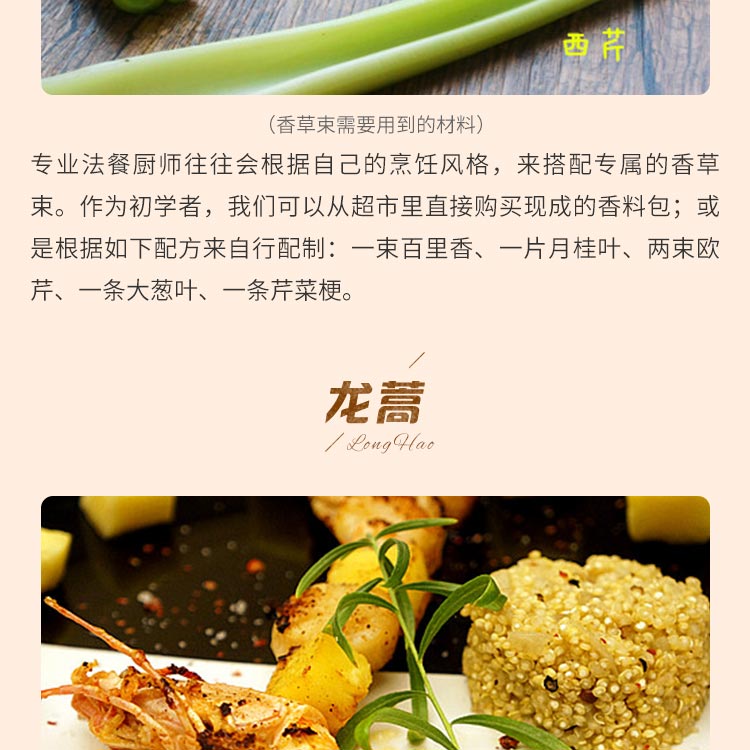 西芹
（香草束需要用到的材料）
专业法餐厨师往往会根据自己的烹饪风格，来搭配专属的香草
束。作为初学者，我们可以从超市里直接购买现成的香料包；或
是根据如下配方来自行配制：一束百里香、一片月桂叶、两束欧
芹、一条大葱叶、一条芹菜梗。
龙蒿
LongHao